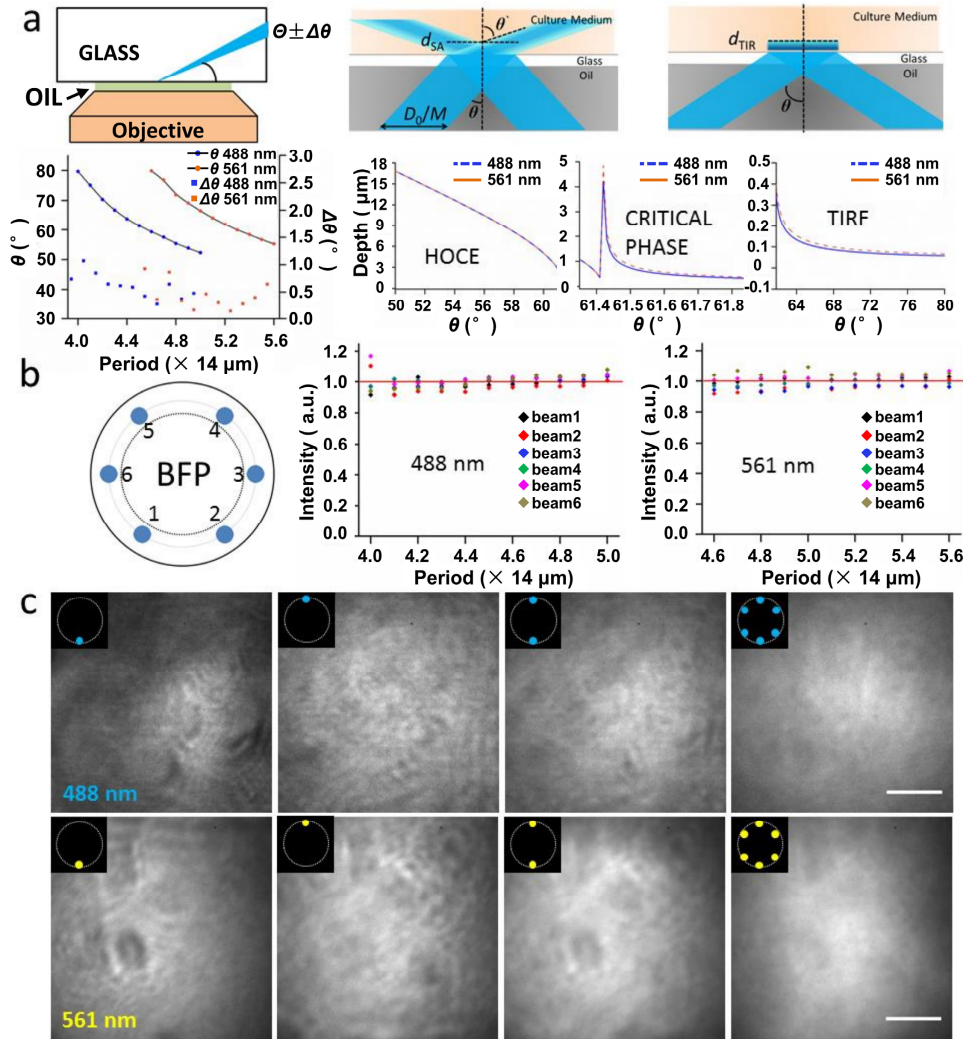 a
GLASS
Θ±Δθ
OIL
Objective
Culture Medium
θ`
d_SA
Glass
Oil
θ
D₀/M
Culture Medium
d_TIR
Glass
Oil
θ
θ 488 nm
θ 561 nm
Δθ 488 nm
Δθ 561 nm
θ (°)
80
70
60
50
40
30
3.0
2.5
2.0
1.5
1.0
0.5
0.0
Δθ (°)
4.0 4.4 4.8 5.2 5.6
Period (× 14 μm)
488 nm
561 nm
Depth (μm)
18
15
12
9
6
3
0
HOCE
50 52 54 56 58 60
θ (°)
488 nm
561 nm
5
4
3
2
1
0
CRITICAL
PHASE
61.4 61.5 61.6 61.7 61.8
θ (°)
488 nm
561 nm
0.5
0.4
0.3
0.2
0.1
0
-0.1
TIRF
64 68 72 76 80
θ (°)
b
5 4
6 BFP 3
1 2
Intensity ( a.u.)
1.2
1.0
0.8
0.6
0.4
0.2
0.0
488 nm
beam1
beam2
beam3
beam4
beam5
beam6
4.0 4.2 4.4 4.6 4.8 5.0
Period (× 14 μm)
Intensity ( a.u.)
1.2
1.0
0.8
0.6
0.4
0.2
0.0
561 nm
beam1
beam2
beam3
beam4
beam5
beam6
4.6 4.8 5.0 5.2 5.4 5.6
Period (× 14 μm)
c
488 nm
561 nm